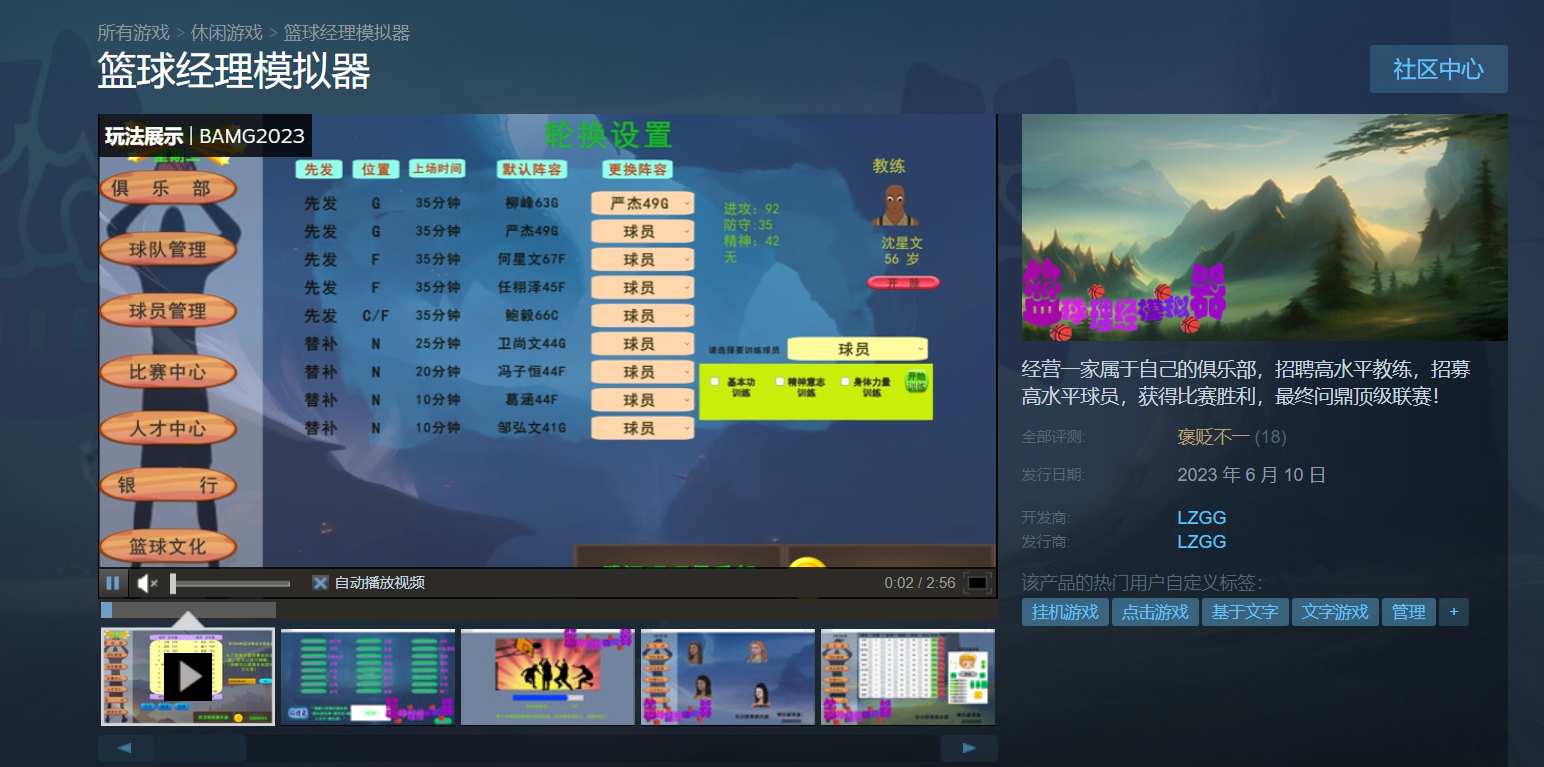 所有游戏 > 休闲游戏 > 篮球经理模拟器
篮球经理模拟器
社区中心
玩法展示 | BAMG2023
轮换设置
俱 乐 部
球队管理
球员管理
比赛中心
人才中心
银 行
篮球文化
先发 位置 上场时间 默认阵容 更换阵容
先发 G 35分钟 柳峰63G 严杰49G
先发 G 35分钟 严杰49G 球员
先发 F 35分钟 何星文67F 球员
先发 F 35分钟 任栩泽45F 球员
先发 C/F 35分钟 鲍毅66C 球员
替补 N 25分钟 卫尚文44G 球员
替补 N 20分钟 冯子恒44F 球员
替补 N 10分钟 葛涵44F 球员
替补 N 10分钟 邹弘文41G 球员
进攻：92
防守:35
精神：42
无
教练
沈星文
56 岁
开 除
请选择要训练球员 球员
基本功训练 精神意志训练 身体力量训练 开始训练
自动播放视频
0:02 / 2:56
篮球经理模拟器
经营一家属于自己的俱乐部，招聘高水平教练，招募
高水平球员，获得比赛胜利，最终问鼎顶级联赛！
全部评测: 褒贬不一 (18)
发行日期: 2023 年 6 月 10 日
开发商: LZGG
发行商: LZGG
该产品的热门用户自定义标签：
挂机游戏 点击游戏 基于文字 文字游戏 管理 +